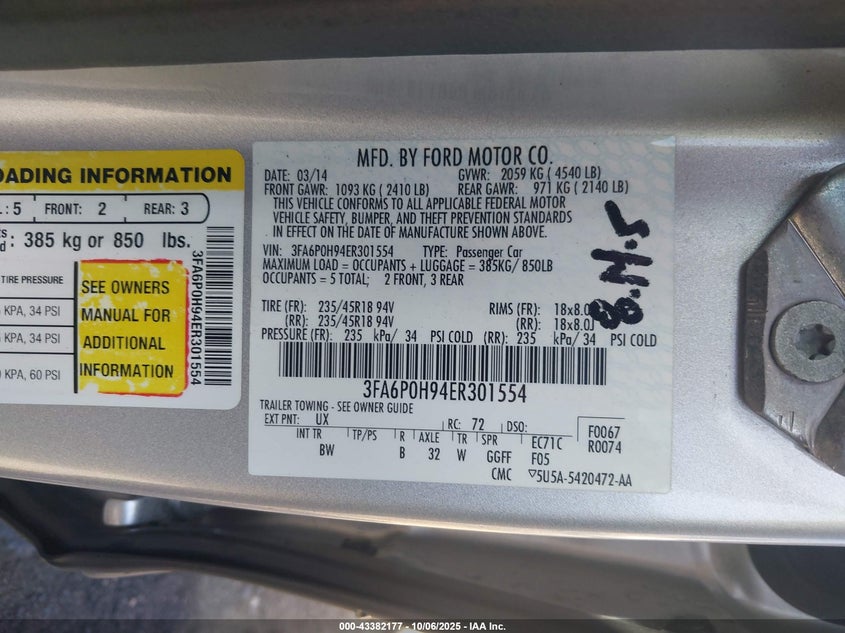 OADING INFORMATION
: 5 FRONT: 2 REAR: 3
: 385 kg or 850 lbs.
TIRE PRESSURE
KPA, 34 PSI
KPA, 34 PSI
KPA, 60 PSI
SEE OWNERS
MANUAL FOR
ADDITIONAL
INFORMATION
3FA6P0H94ER301554
MFD. BY FORD MOTOR CO.
DATE: 03/14 GVWR: 2059 KG ( 4540 LB)
FRONT GAWR: 1093 KG ( 2410 LB) REAR GAWR: 971 KG ( 2140 LB)
THIS VEHICLE CONFORMS TO ALL APPLICABLE FEDERAL MOTOR
VEHICLE SAFETY, BUMPER, AND THEFT PREVENTION STANDARDS
IN EFFECT ON THE DATE OF MANUFACTURE SHOWN ABOVE.
VIN: 3FA6P0H94ER301554 TYPE: Passenger Car
MAXIMUM LOAD = OCCUPANTS + LUGGAGE = 385KG/ 850LB
OCCUPANTS = 5 TOTAL; 2 FRONT, 3 REAR
TIRE (FR): 235/45R18 94V RIMS (FR): 18x8.0J
(RR): 235/45R18 94V (RR): 18x8.0J
PRESSURE (FR): 235 kPa/ 34 PSI COLD (RR): 235 kPa/ 34 PSI COLD
3FA6P0H94ER301554
TRAILER TOWING - SEE OWNER GUIDE
EXT PNT: UX RC: 72 DSO: F0067
INT TR TP/PS R AXLE TR SPR EC71C R0074
BW B 32 W GGFF F05
CMC ▽5U5A-5420472-AA
8.M.5
000-43382177 - 10/06/2025 - IAA Inc.